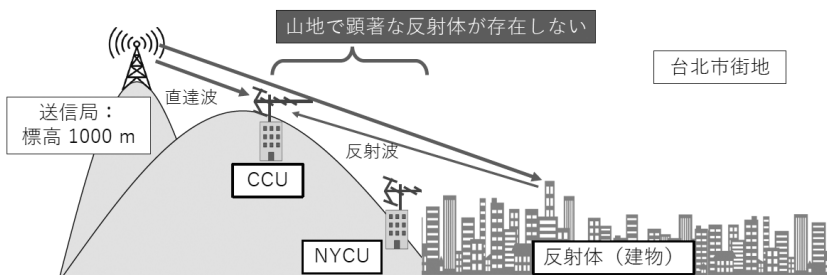 山地で顕著な反射体が存在しない
台北市街地
直達波
送信局：
標高 1000 m
反射波
CCU
NYCU
反射体（建物）